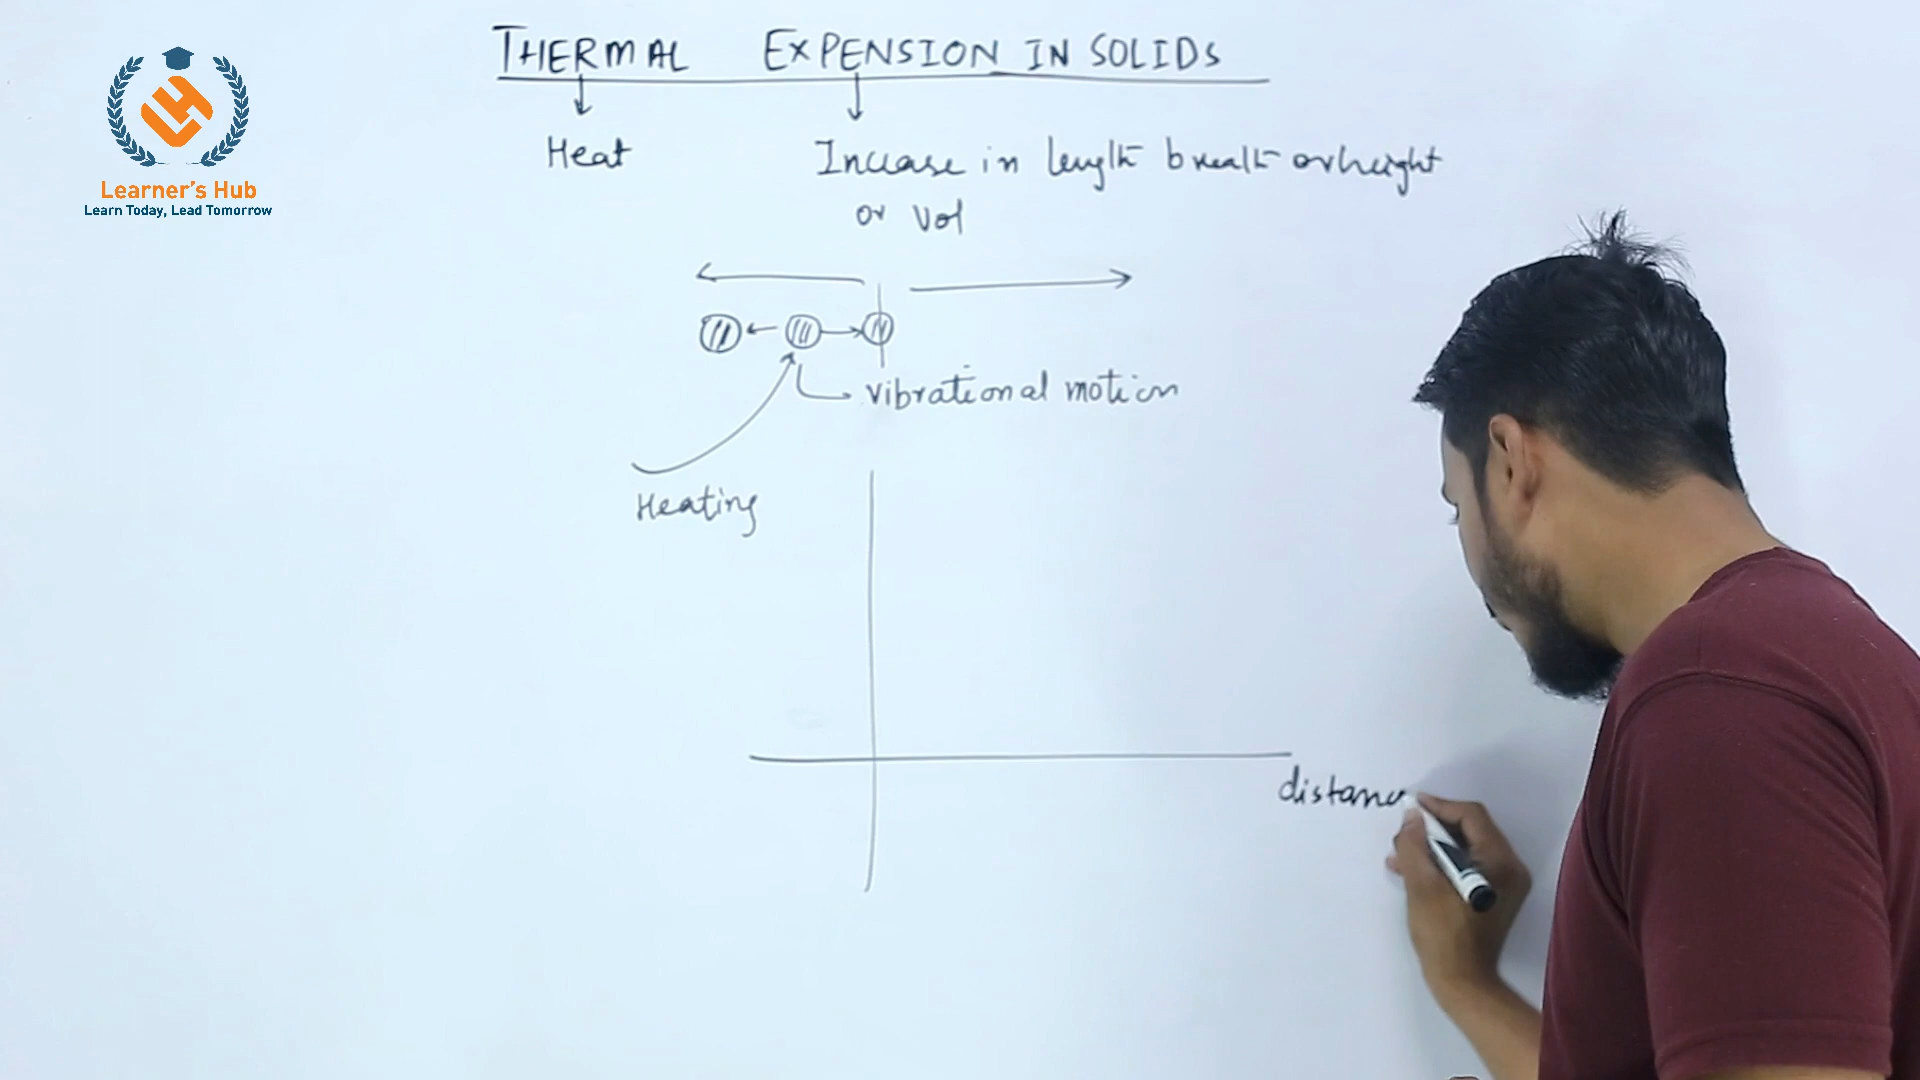 THERMAL EXPENSION IN SOLIDS
Heat
Increase in length breath or height
or Vol
vibrational motion
Heating
distance
Learner's Hub
Learn Today, Lead Tomorrow